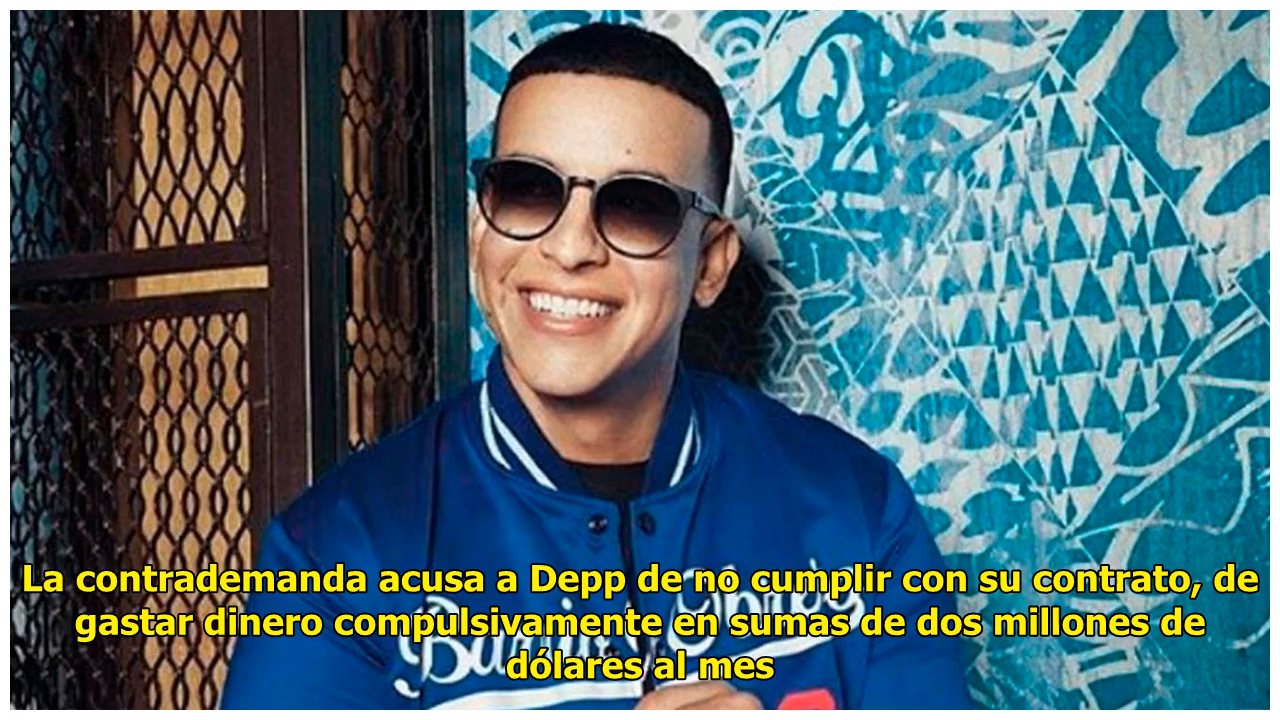 La contrademanda acusa a Depp de no cumplir con su contrato, de
gastar dinero compulsivamente en sumas de dos millones de
dólares al mes